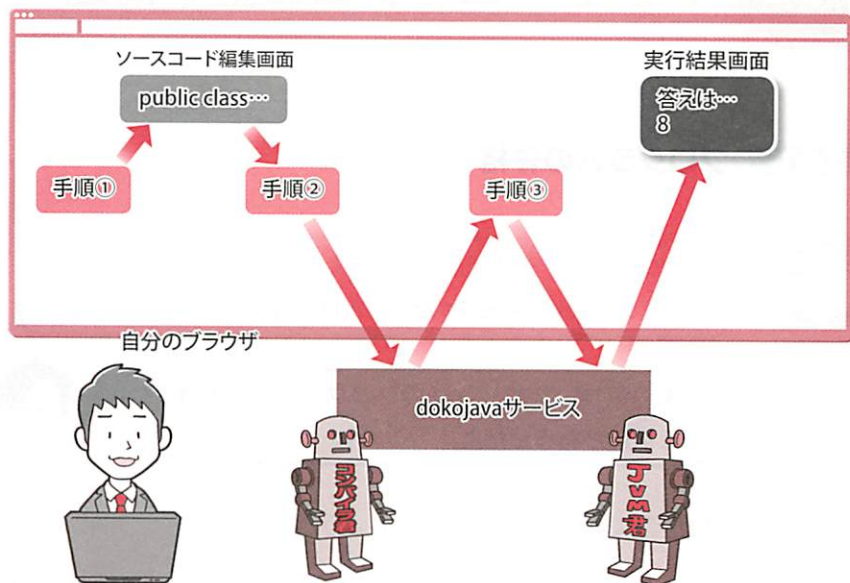 ソースコード編集画面
public class…
実行結果画面
答えは…
8
手順①
手順②
手順③
自分のブラウザ
dokojavaサービス
コンパイラ君
JVM君